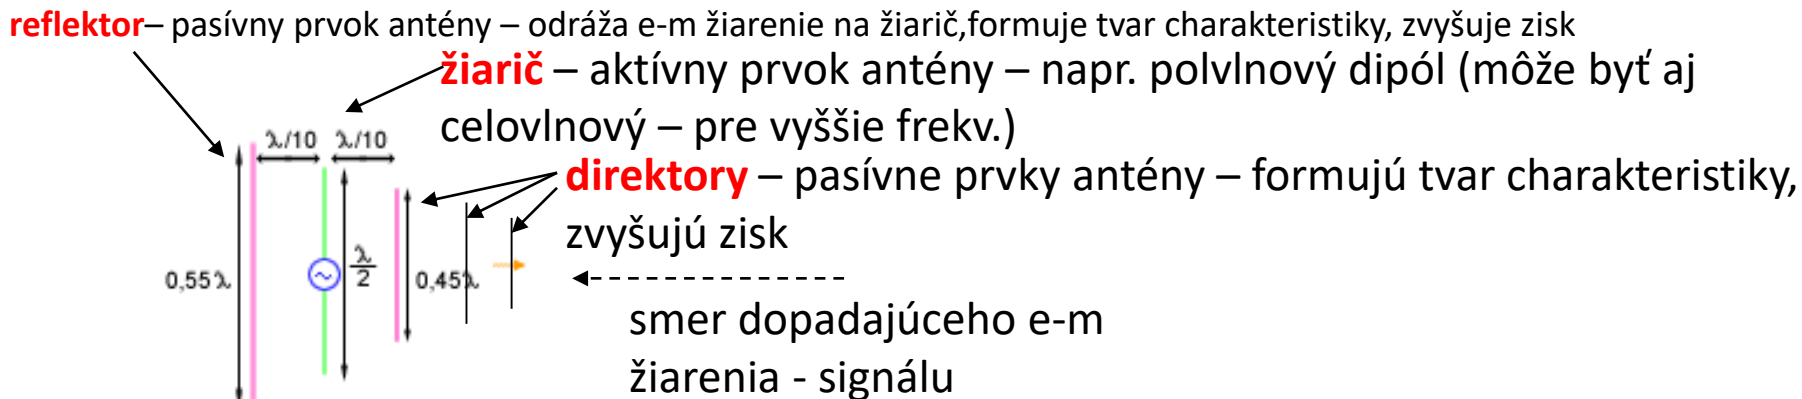 reflektor– pasívny prvok antény – odráža e-m žiarenie na žiarič,formuje tvar charakteristiky, zvyšuje zisk
žiarič – aktívny prvok antény – napr. polvlnový dipól (môže byť aj
celovlnový – pre vyššie frekv.)
λ/10 λ/10
direktory – pasívne prvky antény – formujú tvar charakteristiky,
zvyšujú zisk
0,55λ
λ/2
0,45λ
smer dopadajúceho e-m
žiarenia - signálu